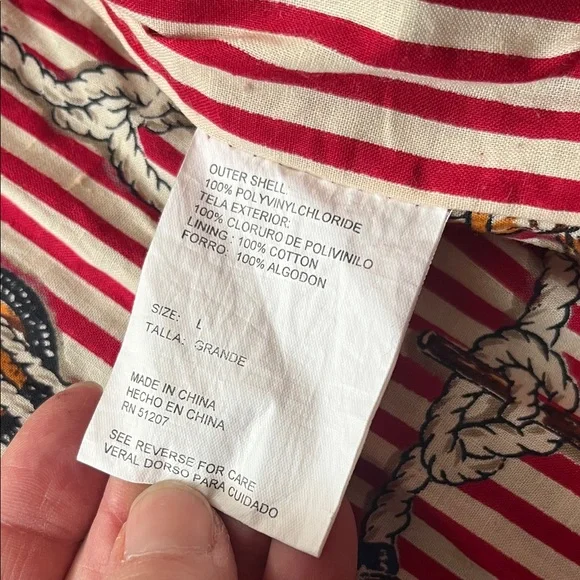 OUTER SHELL
100% POLYVINYLCHLORIDE
TELA EXTERIOR:
100% CLORURO DE POLIVINILO
LINING : 100% COTTON
FORRO: 100% ALGODON
SIZE: L
TALLA: GRANDE
MADE IN CHINA
HECHO EN CHINA
RN 51207
SEE REVERSE FOR CARE
VERAL DORSO PARA CUIDADO